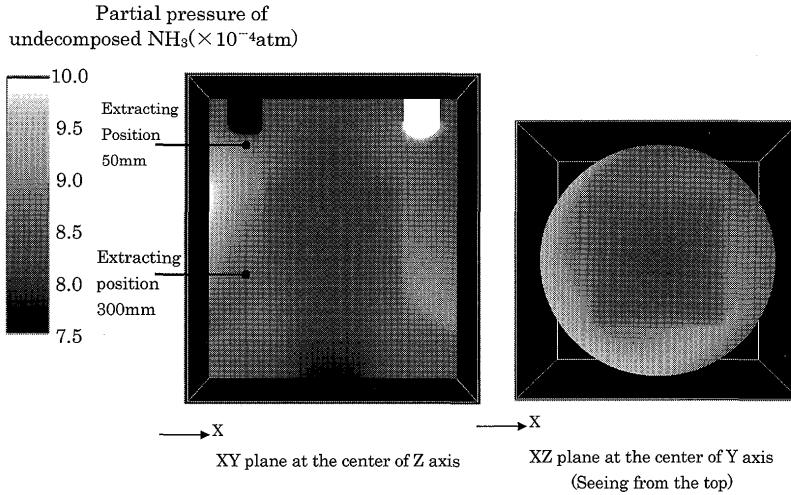 Partial pressure of
undecomposed NH₃(×10⁻⁴atm)
10.0
9.5
9.0
8.5
8.0
7.5
Extracting
Position
50mm
Extracting
position
300mm
X
XY plane at the center of Z axis
X
XZ plane at the center of Y axis
(Seeing from the top)